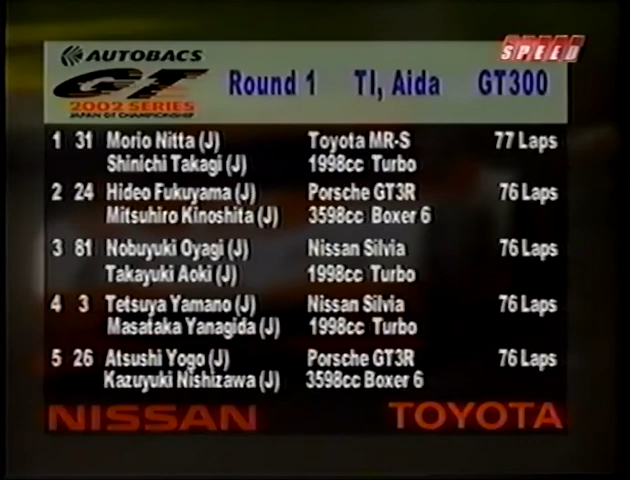 AUTOBACS
SPEED
GT Round 1 TI, Aida GT300
2002 SERIES
JAPAN GT CHAMPIONSHIP
1 31 Morio Nitta (J) Toyota MR-S 77 Laps
Shinichi Takagi (J) 1998cc Turbo
2 24 Hideo Fukuyama (J) Porsche GT3R 76 Laps
Mitsuhiro Kinoshita (J) 3598cc Boxer 6
3 81 Nobuyuki Oyagi (J) Nissan Silvia 76 Laps
Takayuki Aoki (J) 1998cc Turbo
4 3 Tetsuya Yamano (J) Nissan Silvia 76 Laps
Masataka Yanagida (J) 1998cc Turbo
5 26 Atsushi Yogo (J) Porsche GT3R 76 Laps
Kazuyuki Nishizawa (J) 3598cc Boxer 6
NISSAN TOYOTA